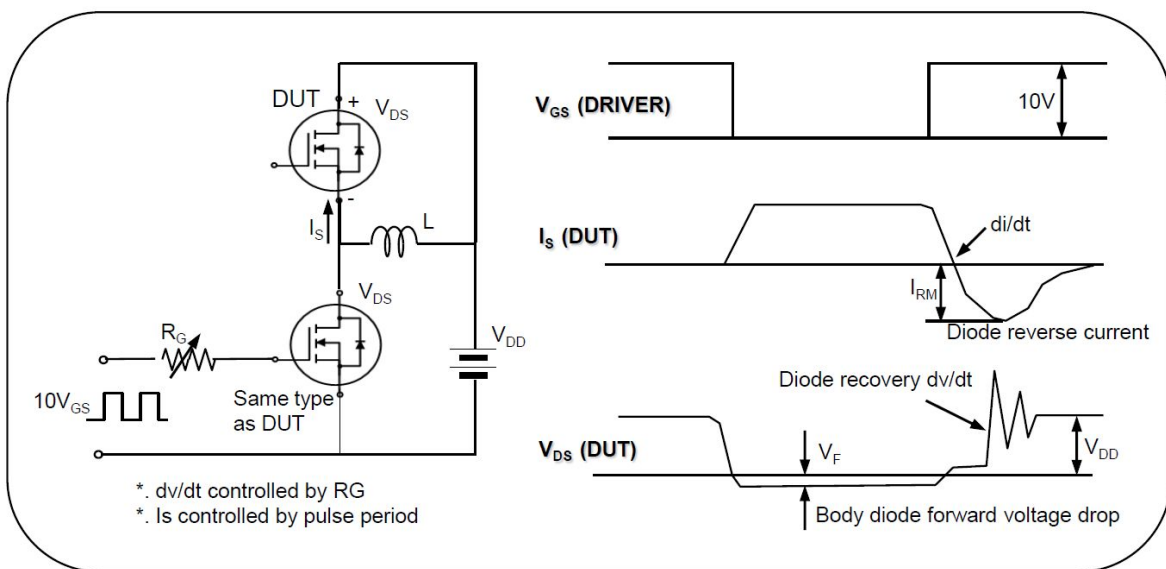 DUT
+
V_DS
-
I_S
L
V_DS
R_G
V_DD
10V_GS
Same type
as DUT
*. dv/dt controlled by RG
*. Is controlled by pulse period
V_GS (DRIVER)
10V
I_S (DUT)
di/dt
I_RM
Diode reverse current
Diode recovery dv/dt
V_DS (DUT)
V_F
V_DD
Body diode forward voltage drop